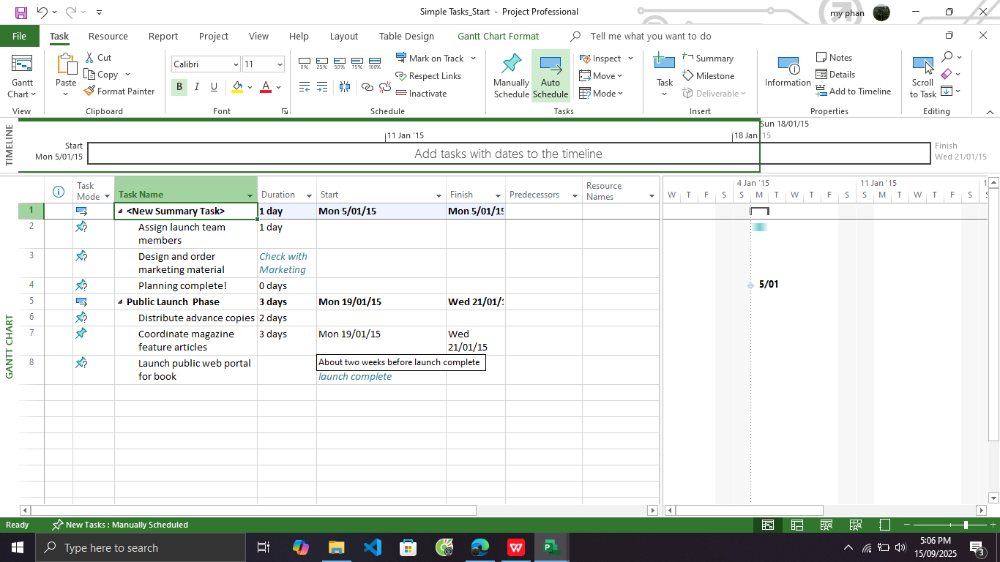 Simple Tasks_Start - Project Professional
my phan
File Task Resource Report Project View Help Layout Table Design Gantt Chart Format Tell me what you want to do
Gantt
Chart
View
Paste
Cut
Copy
Format Painter
Clipboard
Calibri 11
B I U A
Font
0% 25% 50% 75% 100%
Mark on Track
Respect Links
Inactivate
Schedule
Manually
Schedule
Auto
Schedule
Inspect
Move
Mode
Tasks
Task
Summary
Milestone
Deliverable
Insert
Information
Notes
Details
Add to Timeline
Properties
Scroll
to Task
Editing
TIMELINE
Sun 18/01/15
11 Jan '15 18 Jan '15
Start
Mon 5/01/15
Add tasks with dates to the timeline
Finish
Wed 21/01/15
GANTT CHART
Task
Mode
Task Name
Duration
Start
Finish
Predecessors
Resource
Names
4 Jan '15 11 Jan '15 1
W T F S S M T W T F S S M T W T F S S
1 <New Summary Task> 1 day Mon 5/01/15 Mon 5/01/15
2 Assign launch team 1 day
members
3 Design and order Check with
marketing material Marketing
4 Planning complete! 0 days 5/01
5 Public Launch Phase 3 days Mon 19/01/15 Wed 21/01/1
6 Distribute advance copies 2 days
7 Coordinate magazine 3 days Mon 19/01/15 Wed
feature articles 21/01/15
8 Launch public web portal About two weeks before launch complete
for book launch complete
Ready New Tasks : Manually Scheduled
Type here to search
5:06 PM
15/09/2025
3